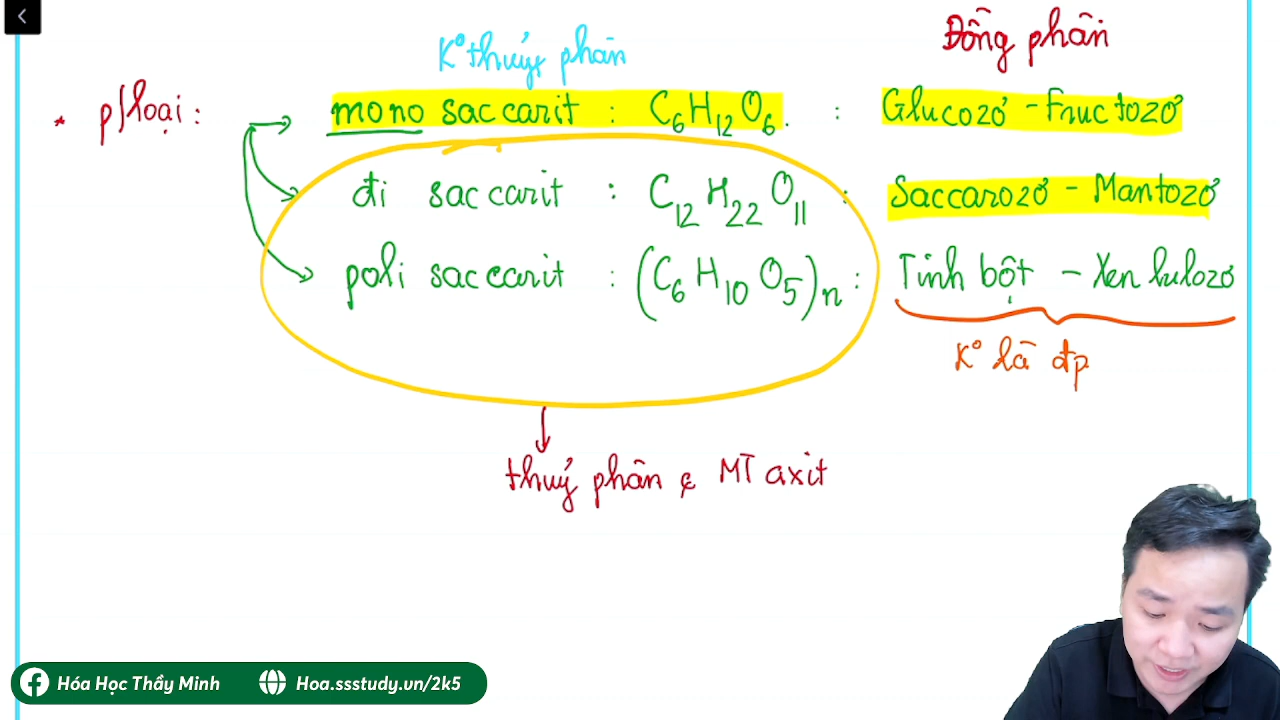 Đồng phân
K° thuỷ phân
* p/loại :
mono saccarit : C6H12O6. : Glucozơ - Fructozơ
đi saccarit : C12H22O11 : Saccarozơ - Mantozơ
poli saccarit : (C6H10O5)n : Tinh bột - Xenlulozơ
K° là đp
thuỷ phân MT axit
Hóa Học Thầy Minh
Hoa.ssstudy.vn/2k5